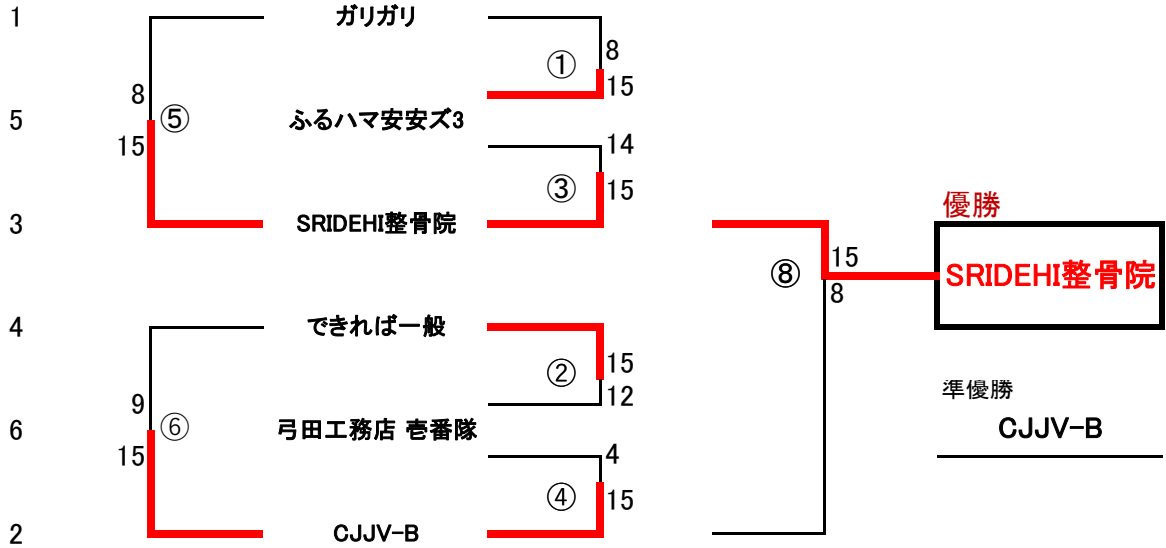 1 ガリガリ
8
①
15
8
5 ⑤ ふるハマ安安ズ3
15
14
③
15
3 SRIDEHI整骨院
優勝
15
⑧ SRIDEHI整骨院
8
4 できれば一般
15
②
12
準優勝
9
6 ⑥ 弓田工務店 壱番隊 CJJV-B
15
4
④
15
2 CJJV-B